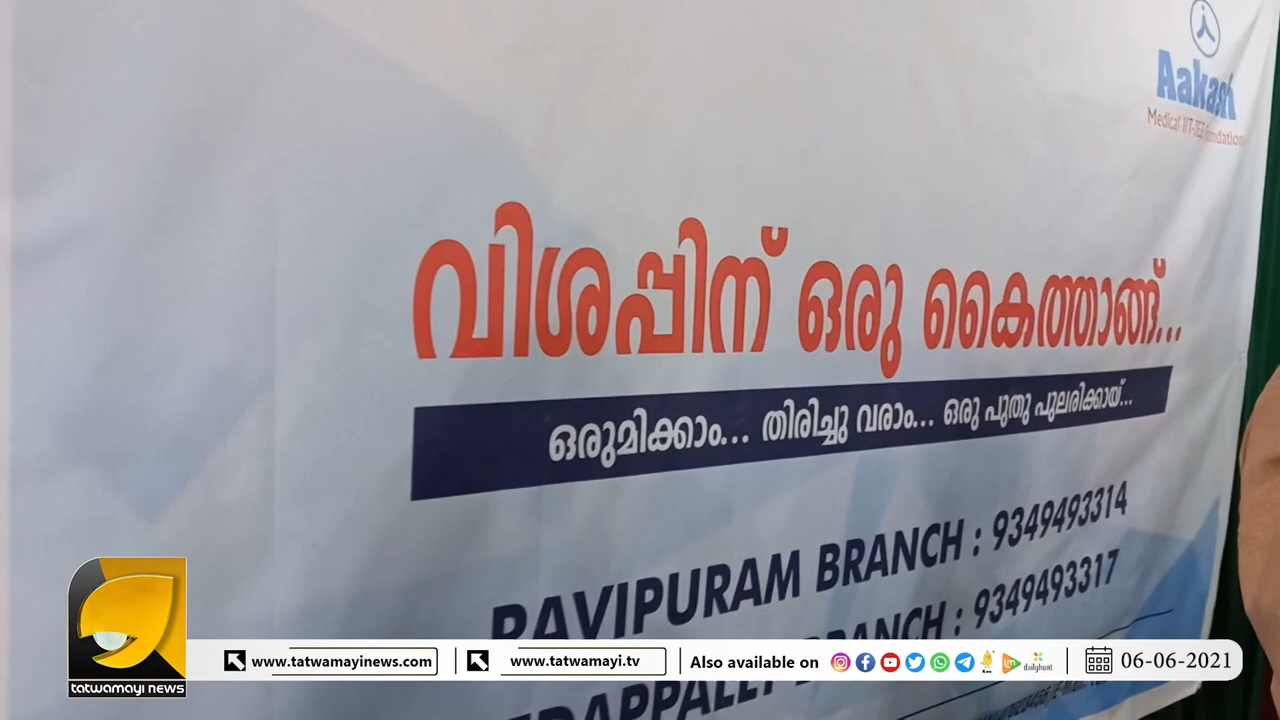 Aakash
Medical IIT-JEE Foundations
വിശപ്പിന് ഒരു കൈത്താങ്ങ്...
ഒരുമിക്കാം... തിരിച്ചു വരാം... ഒരു പുതു പുലരിക്കായ്...
RAVIPURAM BRANCH : 9349493314
BRANCH : 9349493317
tatwamayi news
www.tatwamayinews.com
www.tatwamayi.tv
Also available on
dailyhunt
06-06-2021